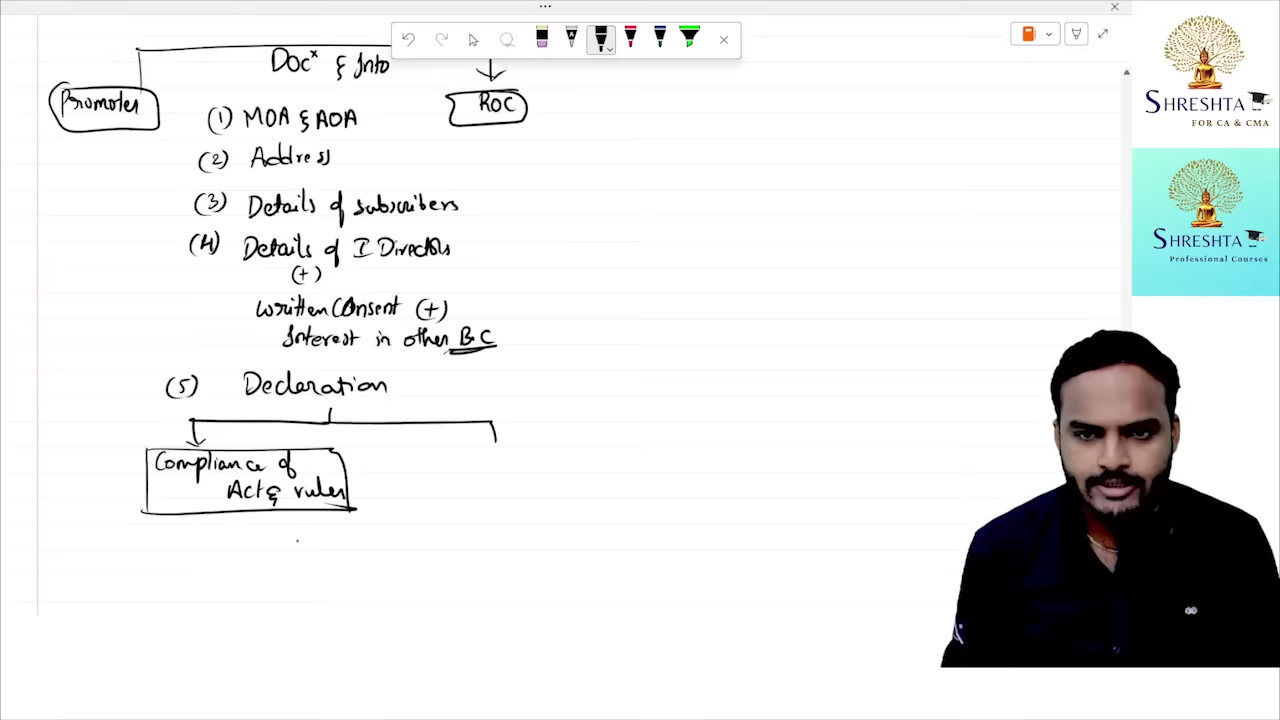 Docˣ & Info
Promoter
ROC
(1) MOA & AOA
(2) Address
(3) Details of subscribers
(4) Details of I Directors
(+)
Written Consent (+)
Interest in other B.C
(5) Declaration
Compliance of
Act & rules
SHRESHTA
FOR CA & CMA
SHRESHTA
Professional Courses